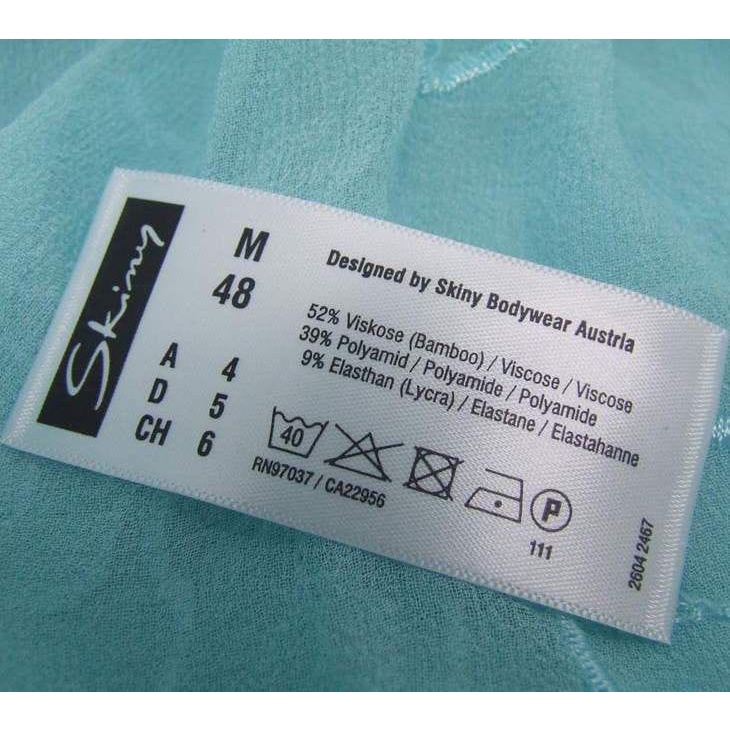 Skiny
M
48
A 4
D 5
CH 6
Designed by Skiny Bodywear Austria
52% Viskose (Bamboo) / Viscose / Viscose
39% Polyamid / Polyamide / Polyamide
9% Elasthan (Lycra) / Elastane / Elastahanne
40
P
RN97037 / CA22956
111
2604 2467